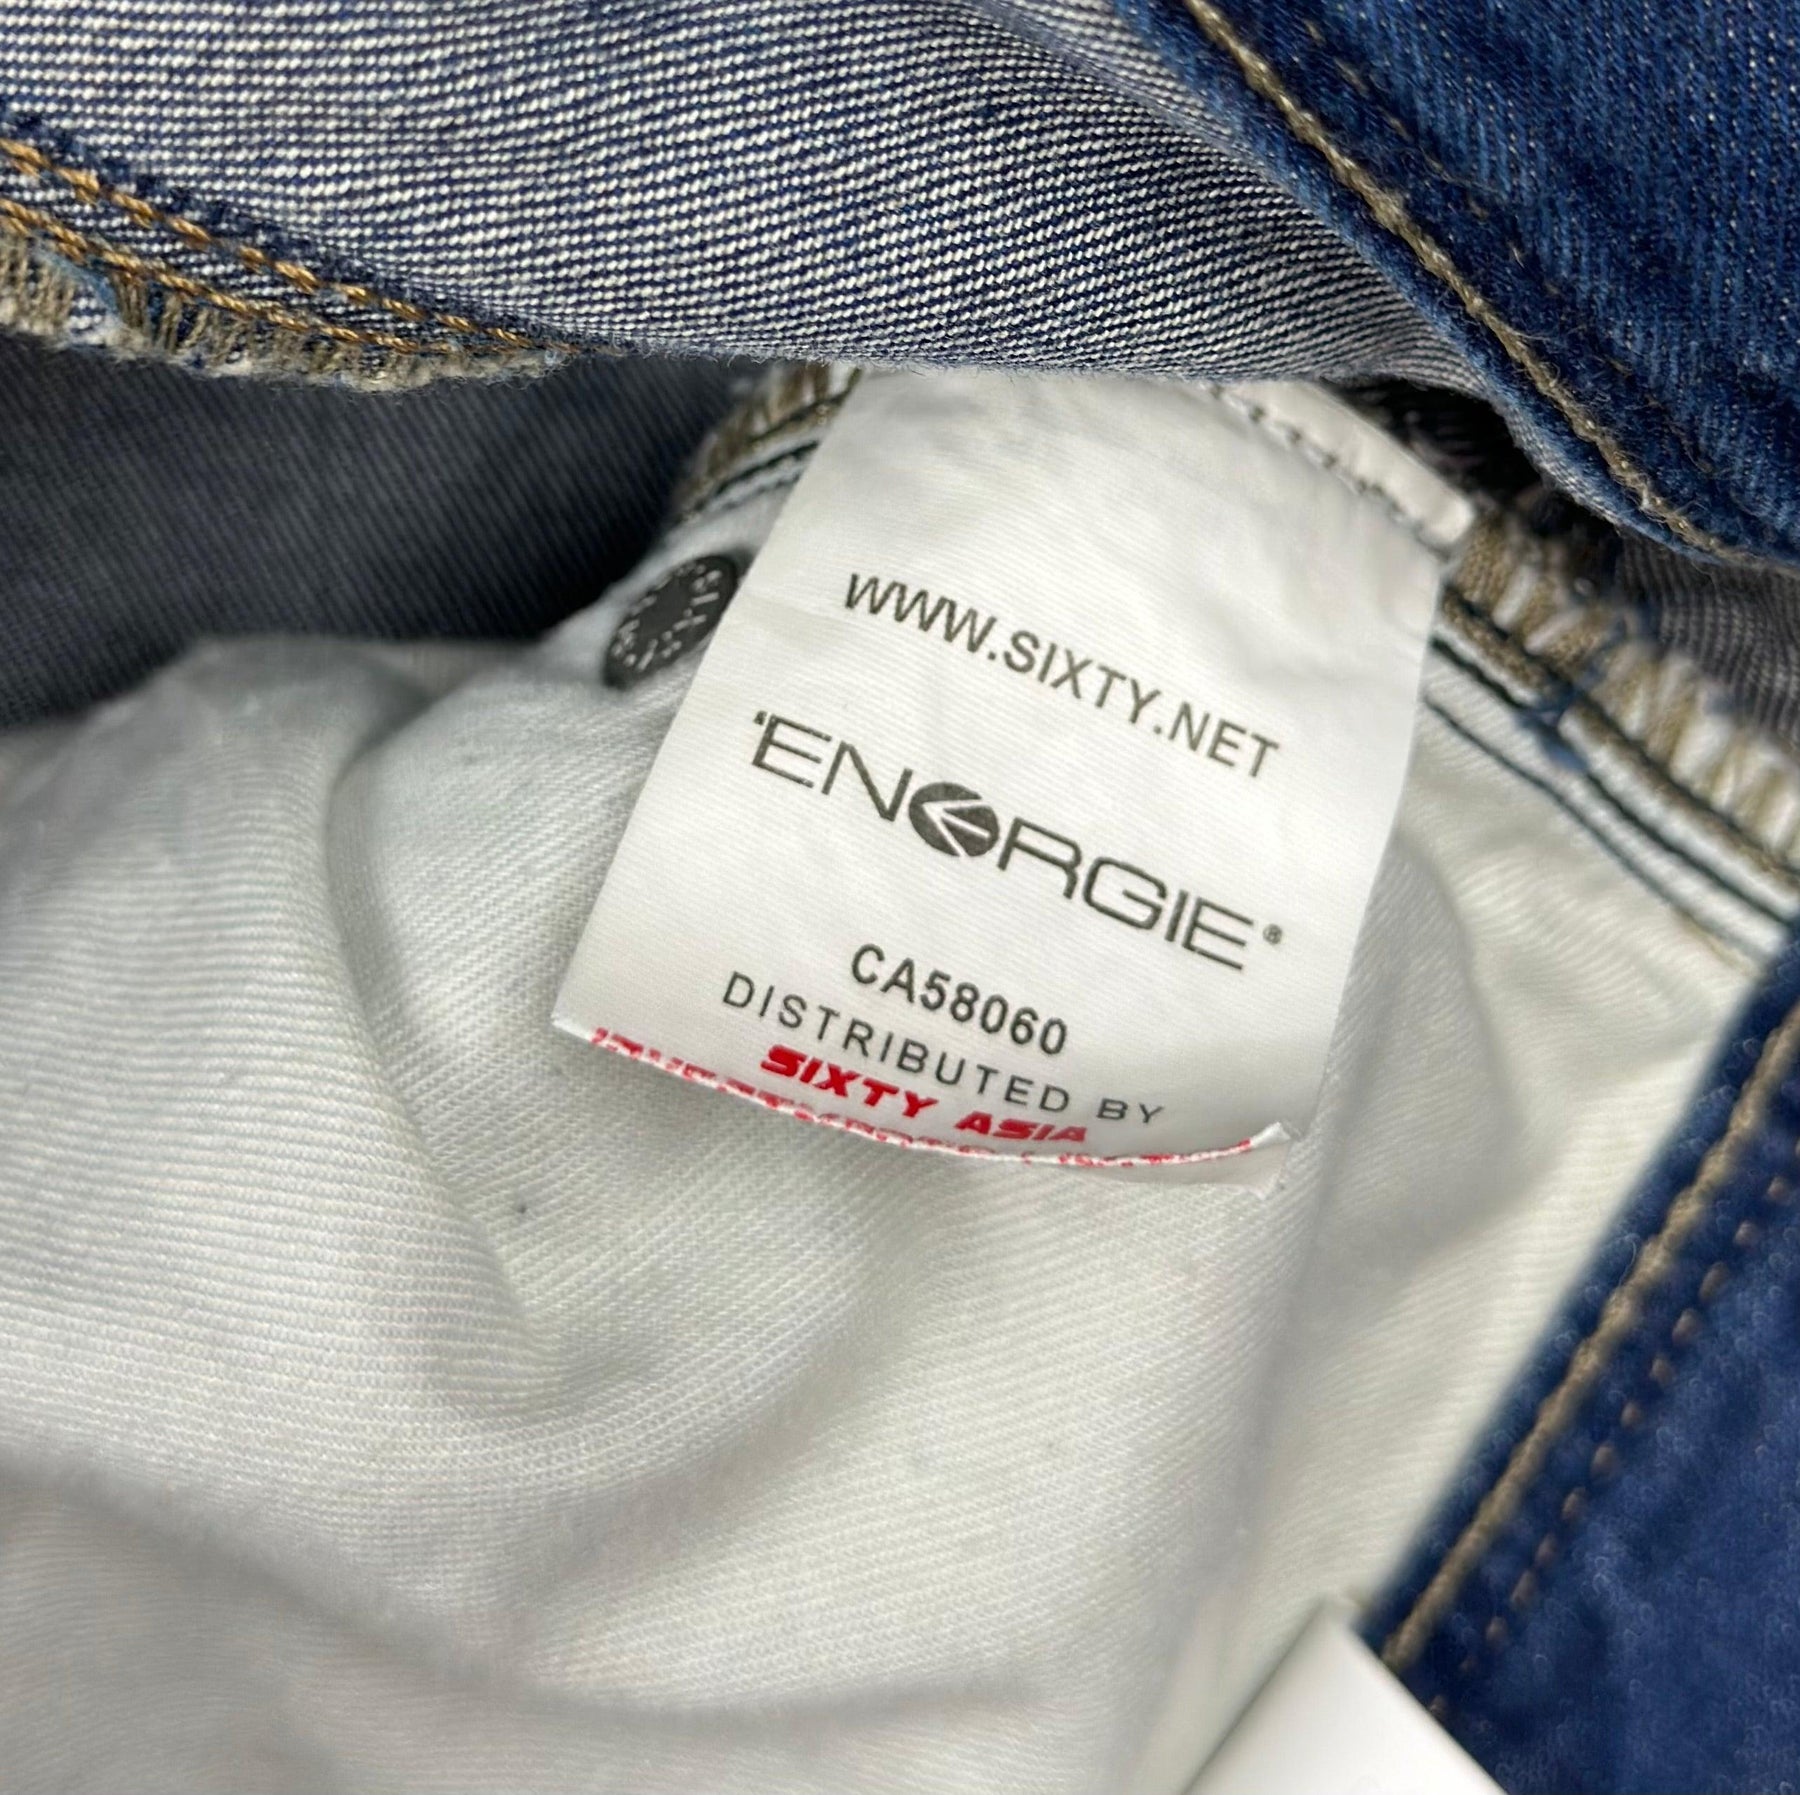 WWW.SIXTY.NET
'ENERGIE®
CA58060
DISTRIBUTED BY
SIXTY ASIA